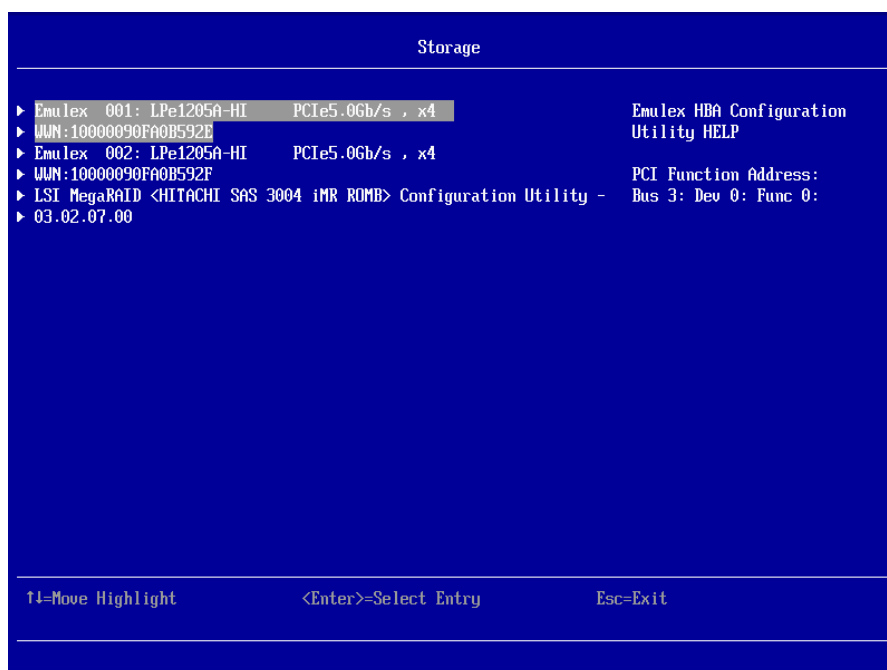 Storage
▶ Emulex 001: LPe1205A-HI PCIe5.0Gb/s , x4
▶ WWN:10000090FA0B592E
▶ Emulex 002: LPe1205A-HI PCIe5.0Gb/s , x4
▶ WWN:10000090FA0B592F
▶ LSI MegaRAID <HITACHI SAS 3004 iMR ROMB> Configuration Utility -
▶ 03.02.07.00
Emulex HBA Configuration
Utility HELP
PCI Function Address:
Bus 3: Dev 0: Func 0:
↑↓=Move Highlight <Enter>=Select Entry Esc=Exit